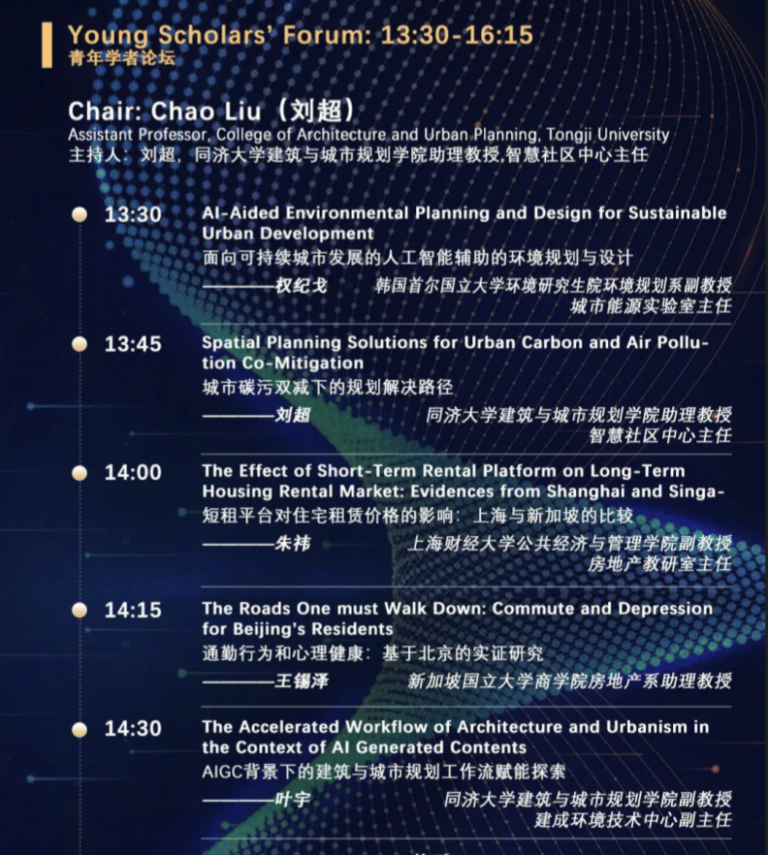 Young Scholars' Forum: 13:30-16:15
青年学者论坛
Chair: Chao Liu（刘超）
Assistant Professor, College of Architecture and Urban Planning, Tongji University
主持人：刘超，同济大学建筑与城市规划学院助理教授,智慧社区中心主任
13:30 AI-Aided Environmental Planning and Design for Sustainable
Urban Development
面向可持续城市发展的人工智能辅助的环境规划与设计
————权纪戈 韩国首尔国立大学环境研究生院环境规划系副教授
城市能源实验室主任
13:45 Spatial Planning Solutions for Urban Carbon and Air Pollu-
tion Co-Mitigation
城市碳污双减下的规划解决路径
————刘超 同济大学建筑与城市规划学院助理教授
智慧社区中心主任
14:00 The Effect of Short-Term Rental Platform on Long-Term
Housing Rental Market: Evidences from Shanghai and Singa-
短租平台对住宅租赁价格的影响：上海与新加坡的比较
————朱祎 上海财经大学公共经济与管理学院副教授
房地产教研室主任
14:15 The Roads One must Walk Down: Commute and Depression
for Beijing's Residents
通勤行为和心理健康：基于北京的实证研究
————王锡泽 新加坡国立大学商学院房地产系助理教授
14:30 The Accelerated Workflow of Architecture and Urbanism in
the Context of AI Generated Contents
AIGC背景下的建筑与城市规划工作流赋能探索
————叶宇 同济大学建筑与城市规划学院副教授
建成环境技术中心副主任